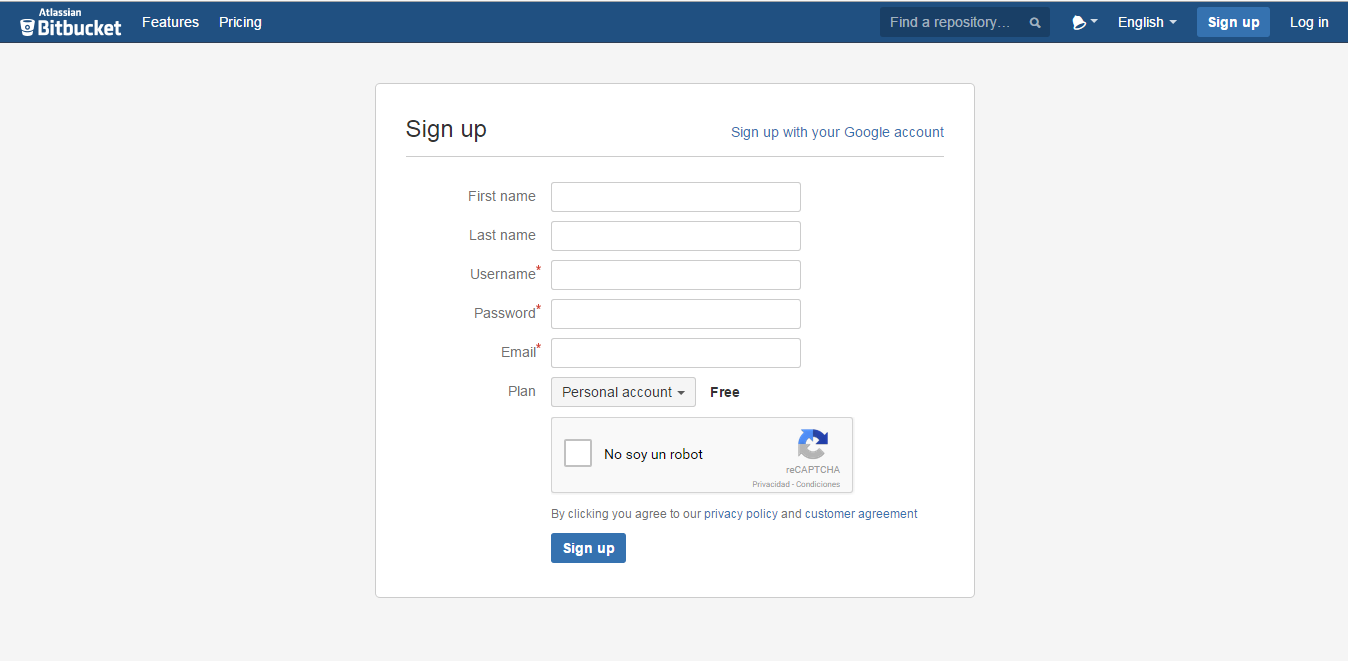 Atlassian
Bitbucket Features Pricing Find a repository... English Sign up Log in
Sign up Sign up with your Google account
First name
Last name
Username*
Password*
Email*
Plan Personal account Free
No soy un robot
reCAPTCHA
Privacidad - Condiciones
By clicking you agree to our privacy policy and customer agreement
Sign up